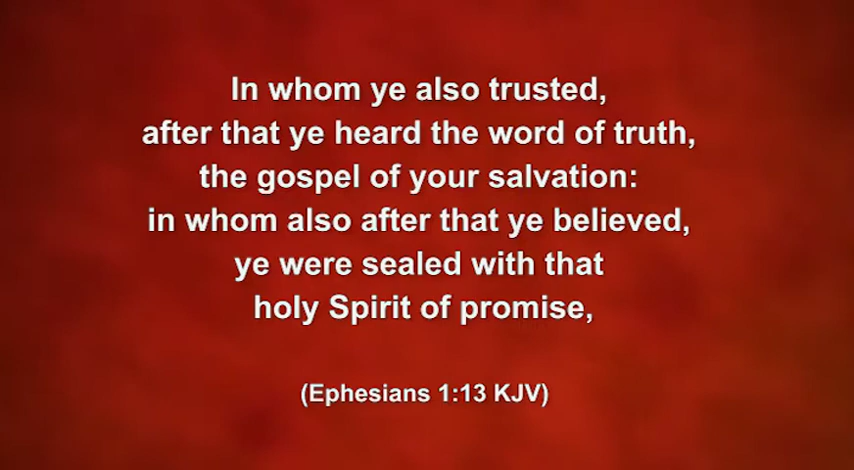 In whom ye also trusted,
after that ye heard the word of truth,
the gospel of your salvation:
in whom also after that ye believed,
ye were sealed with that
holy Spirit of promise,
(Ephesians 1:13 KJV)